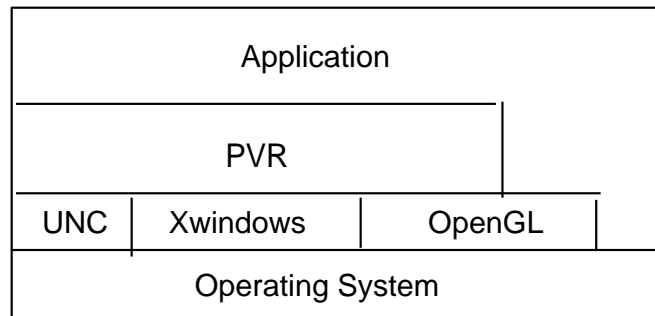 Application
PVR
UNC Xwindows OpenGL
Operating System